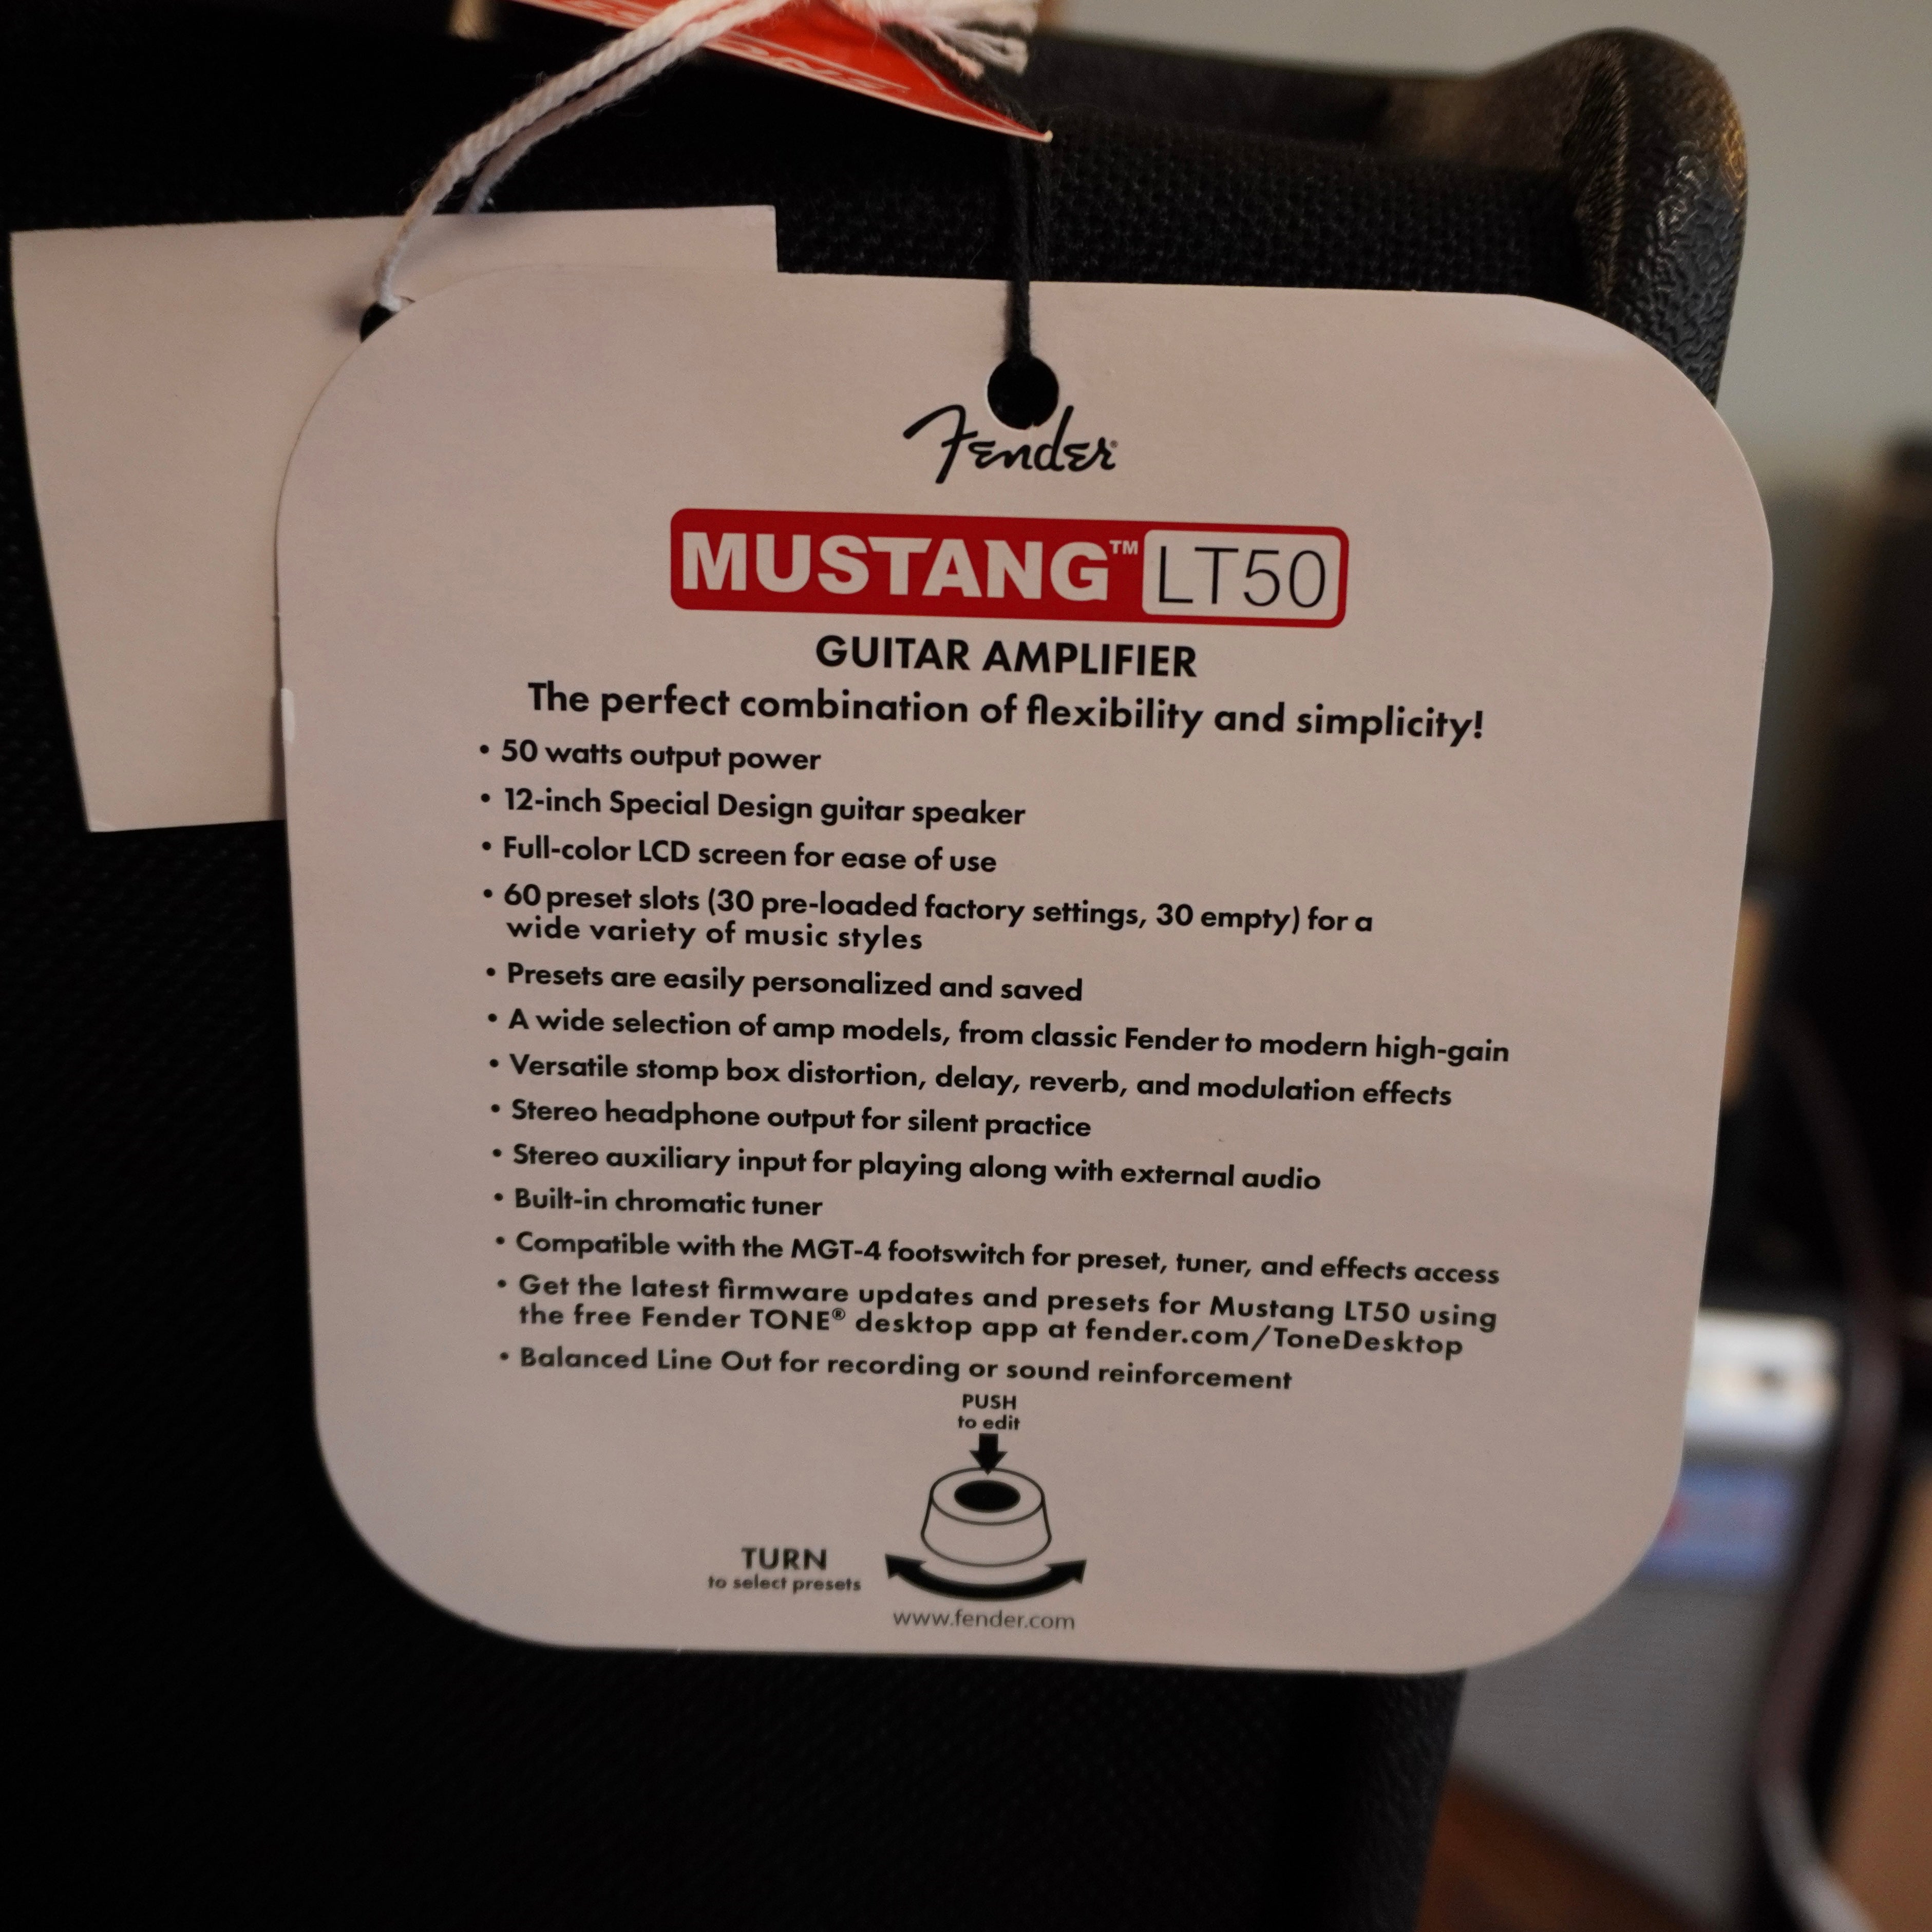 Fender®
MUSTANG™ LT50
GUITAR AMPLIFIER
The perfect combination of flexibility and simplicity!
• 50 watts output power
• 12-inch Special Design guitar speaker
• Full-color LCD screen for ease of use
• 60 preset slots (30 pre-loaded factory settings, 30 empty) for a
wide variety of music styles
• Presets are easily personalized and saved
• A wide selection of amp models, from classic Fender to modern high-gain
• Versatile stomp box distortion, delay, reverb, and modulation effects
• Stereo headphone output for silent practice
• Stereo auxiliary input for playing along with external audio
• Built-in chromatic tuner
• Compatible with the MGT-4 footswitch for preset, tuner, and effects access
• Get the latest firmware updates and presets for Mustang LT50 using
the free Fender TONE® desktop app at fender.com/ToneDesktop
• Balanced Line Out for recording or sound reinforcement
PUSH
to edit
TURN
to select presets
www.fender.com